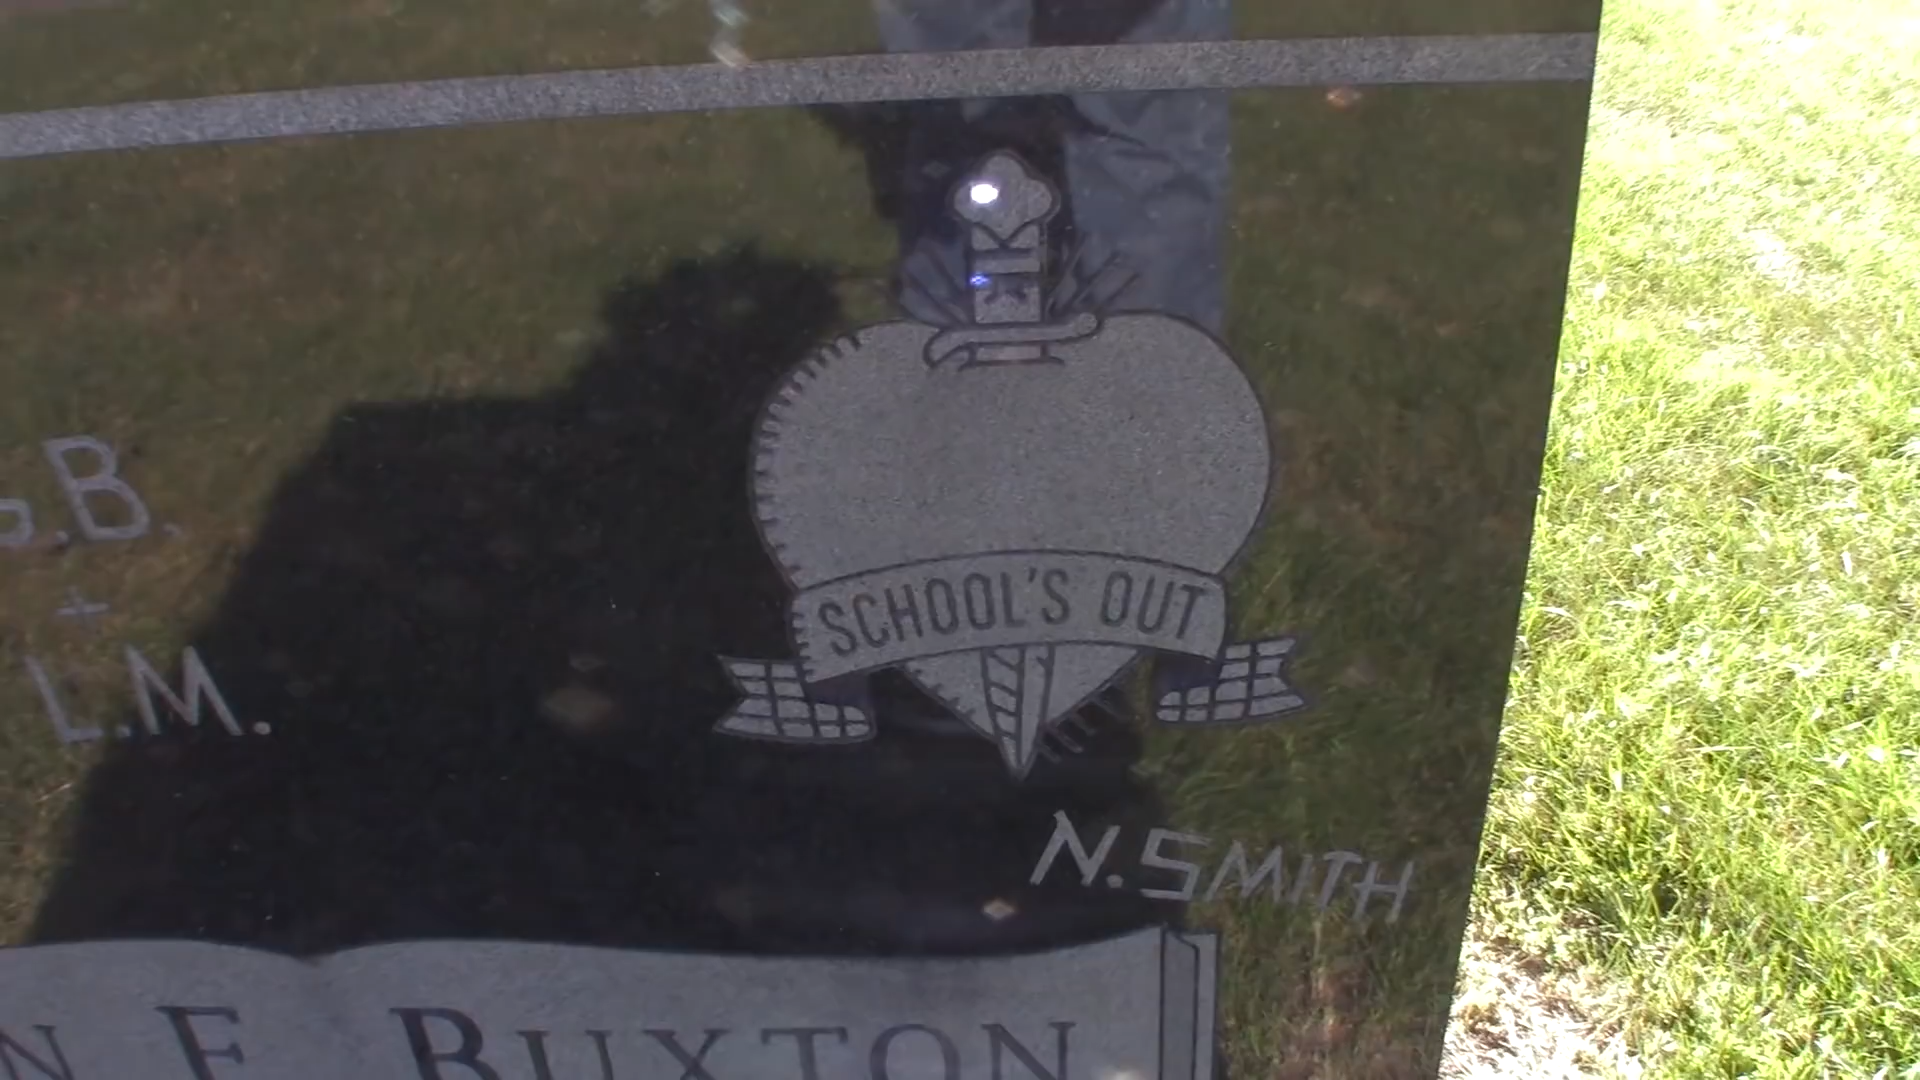 .B.
+
L.M.
SCHOOL'S OUT
N. SMITH
N F BUXTON